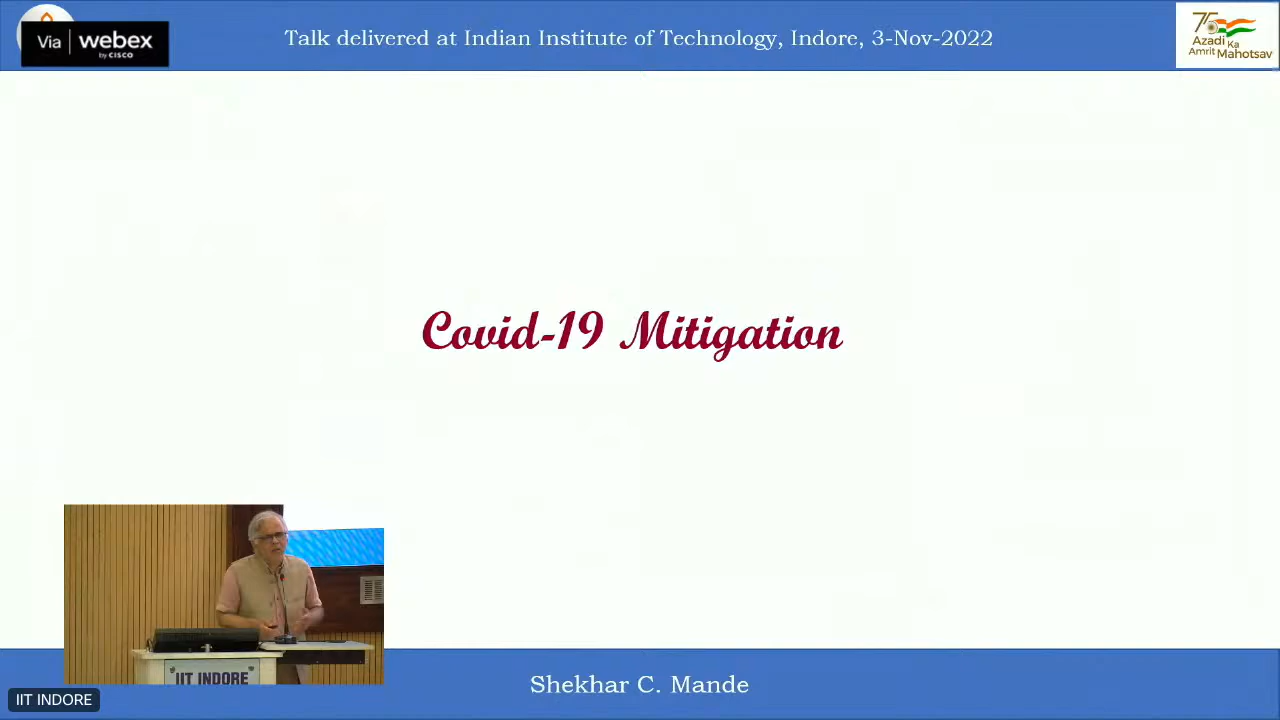 Via webex
by CISCO
Talk delivered at Indian Institute of Technology, Indore, 3-Nov-2022
75
Azadi
Ka
Amrit Mahotsav
Covid-19 Mitigation
IIT INDORE
Shekhar C. Mande
IIT INDORE